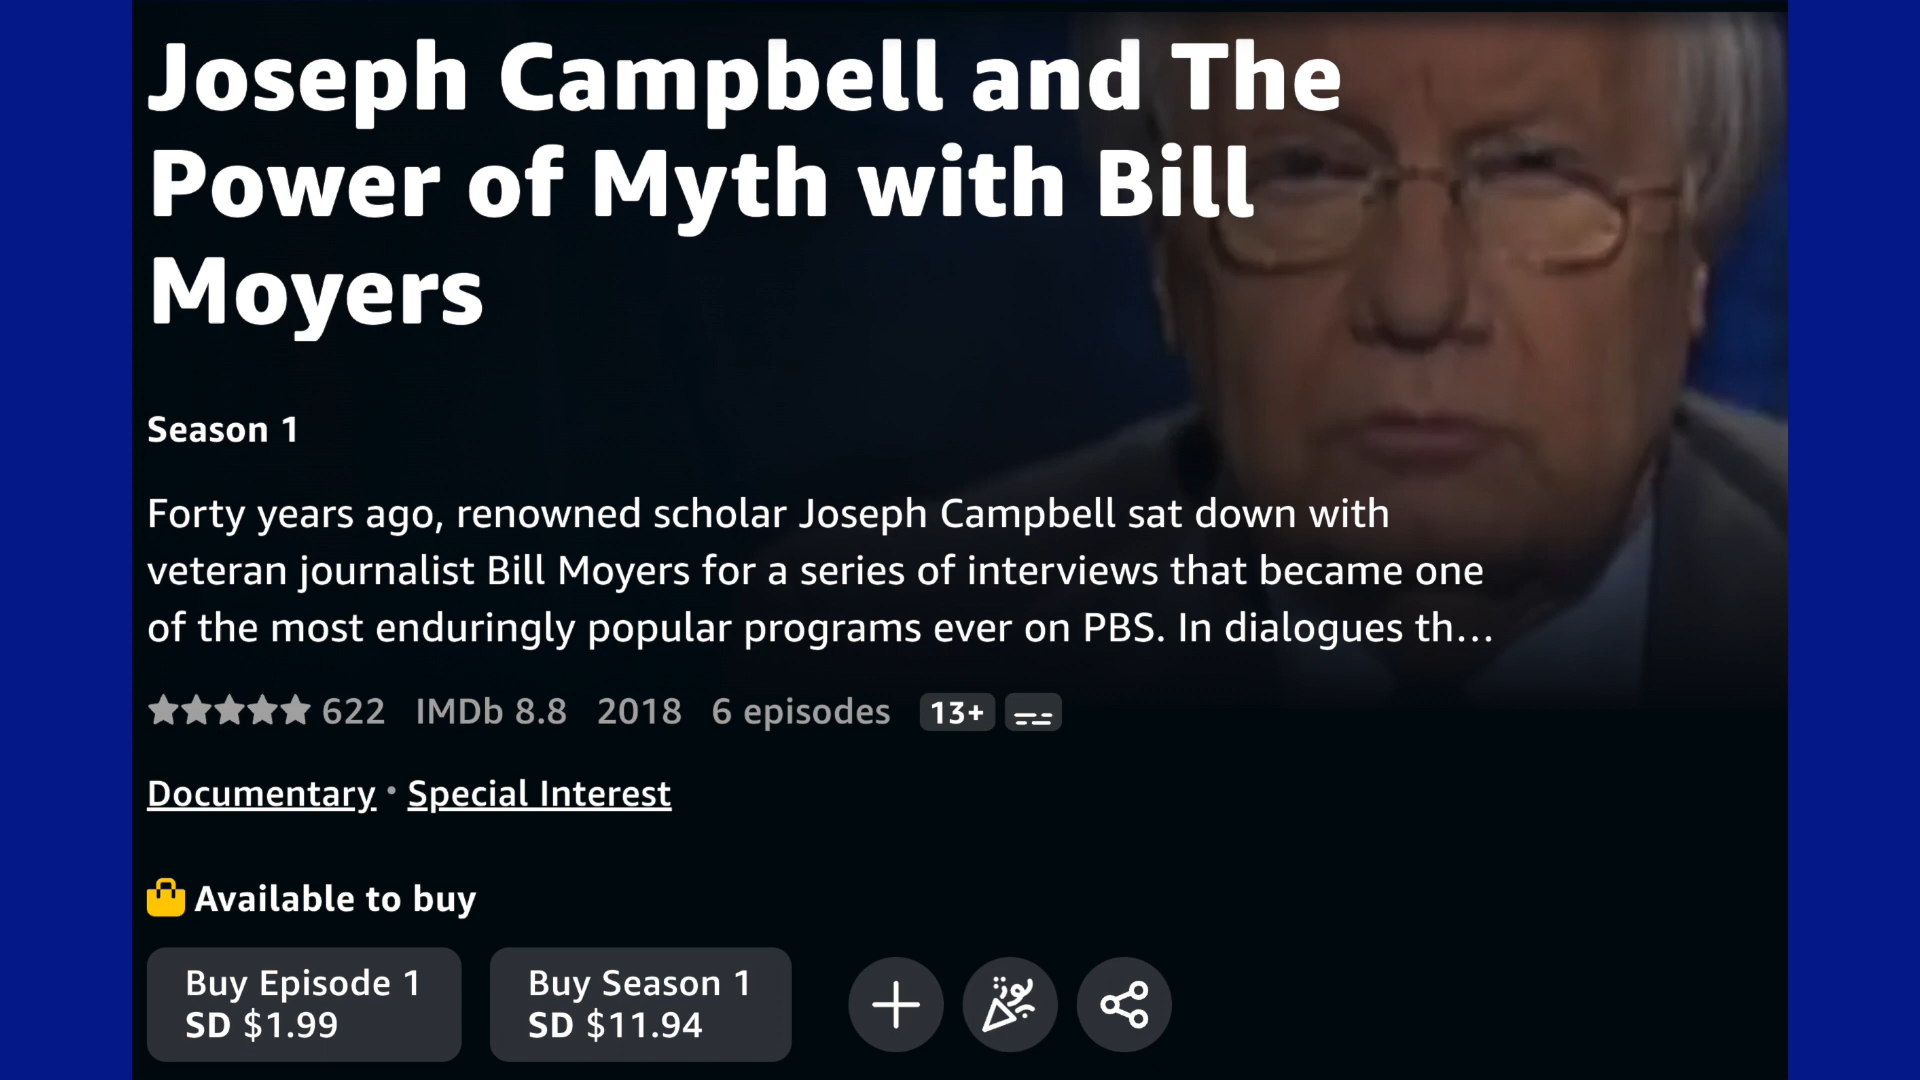 Joseph Campbell and The
Power of Myth with Bill
Moyers
Season 1
Forty years ago, renowned scholar Joseph Campbell sat down with
veteran journalist Bill Moyers for a series of interviews that became one
of the most enduringly popular programs ever on PBS. In dialogues th...
622 IMDb 8.8 2018 6 episodes 13+
Documentary • Special Interest
Available to buy
Buy Episode 1
SD $1.99
Buy Season 1
SD $11.94